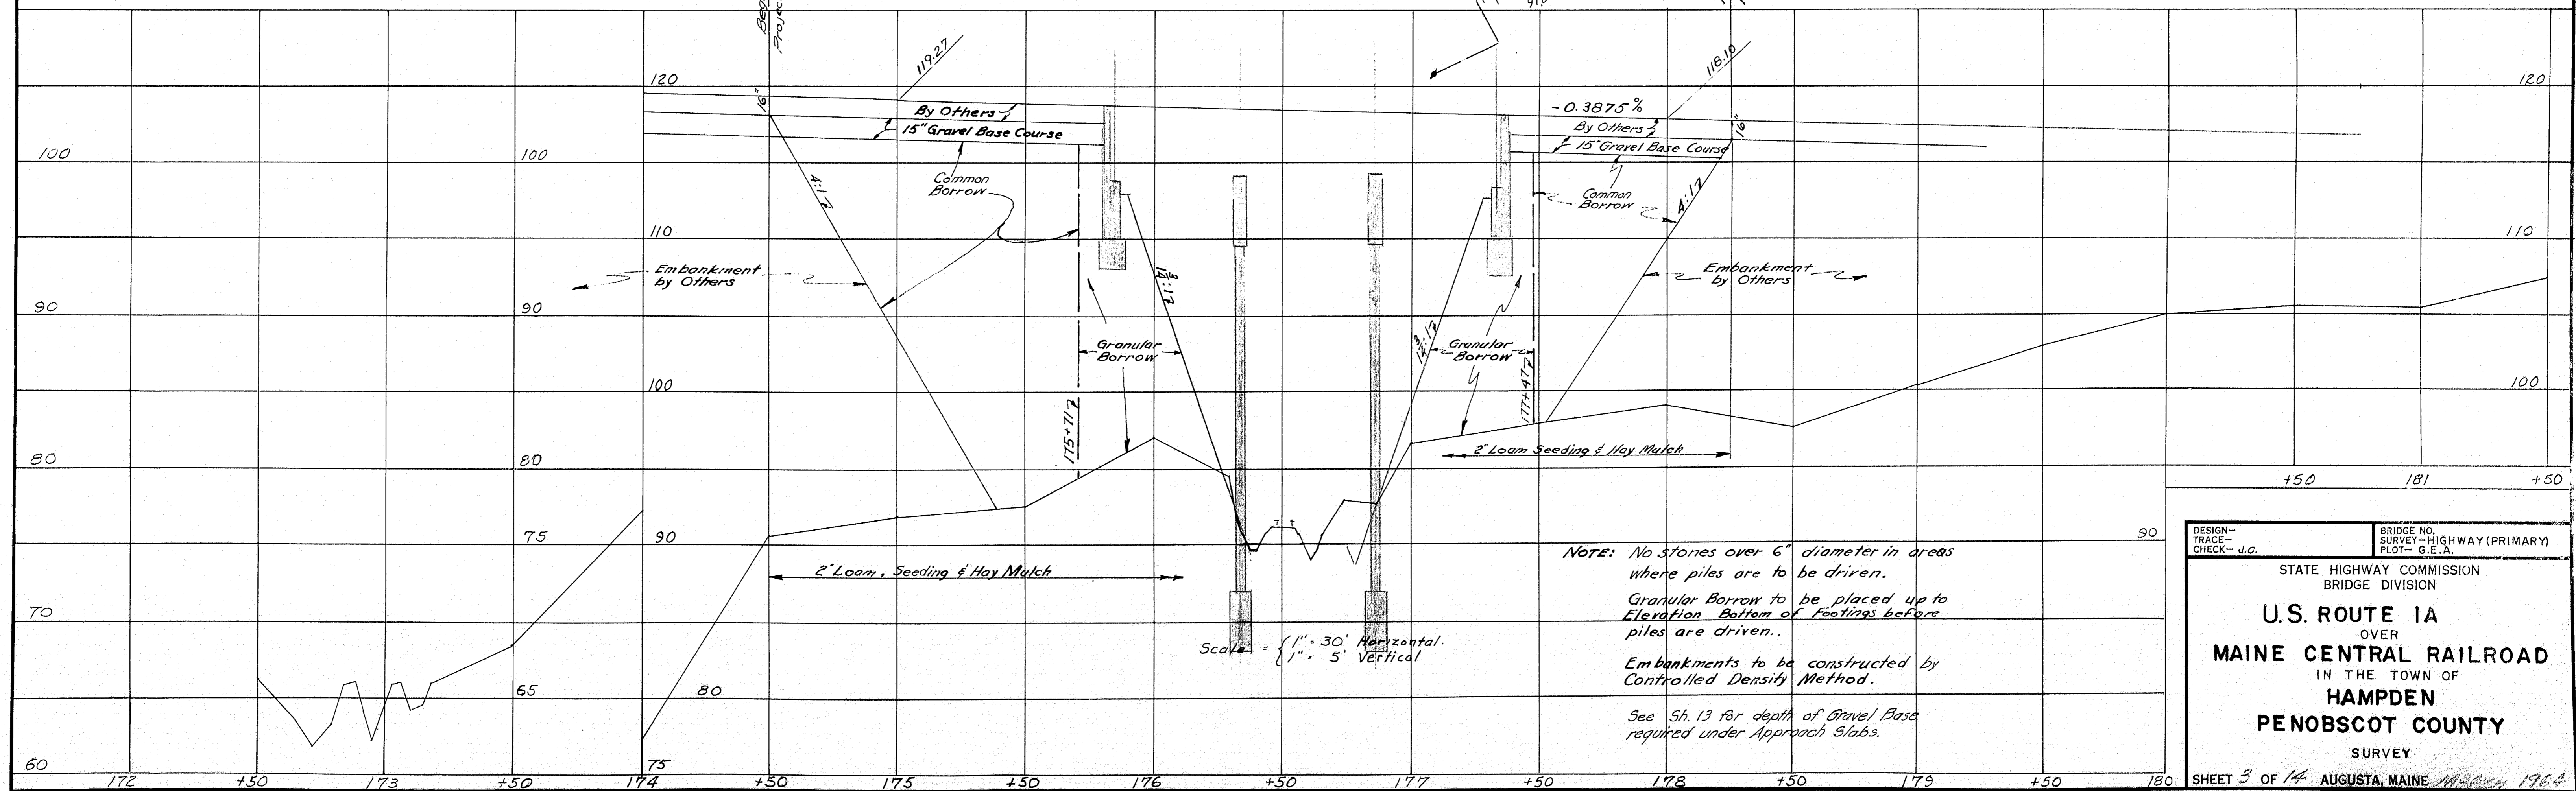 119.27
118.10
120
120
16"
By Others
15" Gravel Base Course
-0.3875%
By Others
15" Gravel Base Course
16"
100
100
Common
Borrow
Common
Borrow
4:1
4:1
110
110
Embankment
by Others
Embankment
by Others
90
90
Granular
Borrow
Granular
Borrow
100
100
175+71
177+47
80
80
2" Loam Seeding & Hay Mulch
+50 181 +50
75
90
90
2" Loam, Seeding & Hay Mulch
NOTE: No stones over 6" diameter in areas
where piles are to be driven.
Granular Borrow to be placed up to
Elevation Bottom of Footings before
piles are driven..
Embankments to be constructed by
Controlled Density Method.
See Sh. 13 for depth of Gravel Base
required under Approach Slabs.
70
Scale = { 1" = 30' Horizontal.
1" = 5' Vertical
65
80
60
75
172 +50 173 +50 174 +50 175 +50 176 +50 177 +50 178 +50 179 +50 180
DESIGN-
TRACE-
CHECK- J.C.
BRIDGE NO.
SURVEY-HIGHWAY (PRIMARY)
PLOT- G.E.A.
STATE HIGHWAY COMMISSION
BRIDGE DIVISION
U.S. ROUTE 1A
OVER
MAINE CENTRAL RAILROAD
IN THE TOWN OF
HAMPDEN
PENOBSCOT COUNTY
SURVEY
SHEET 3 OF 14 AUGUSTA, MAINE March 1964